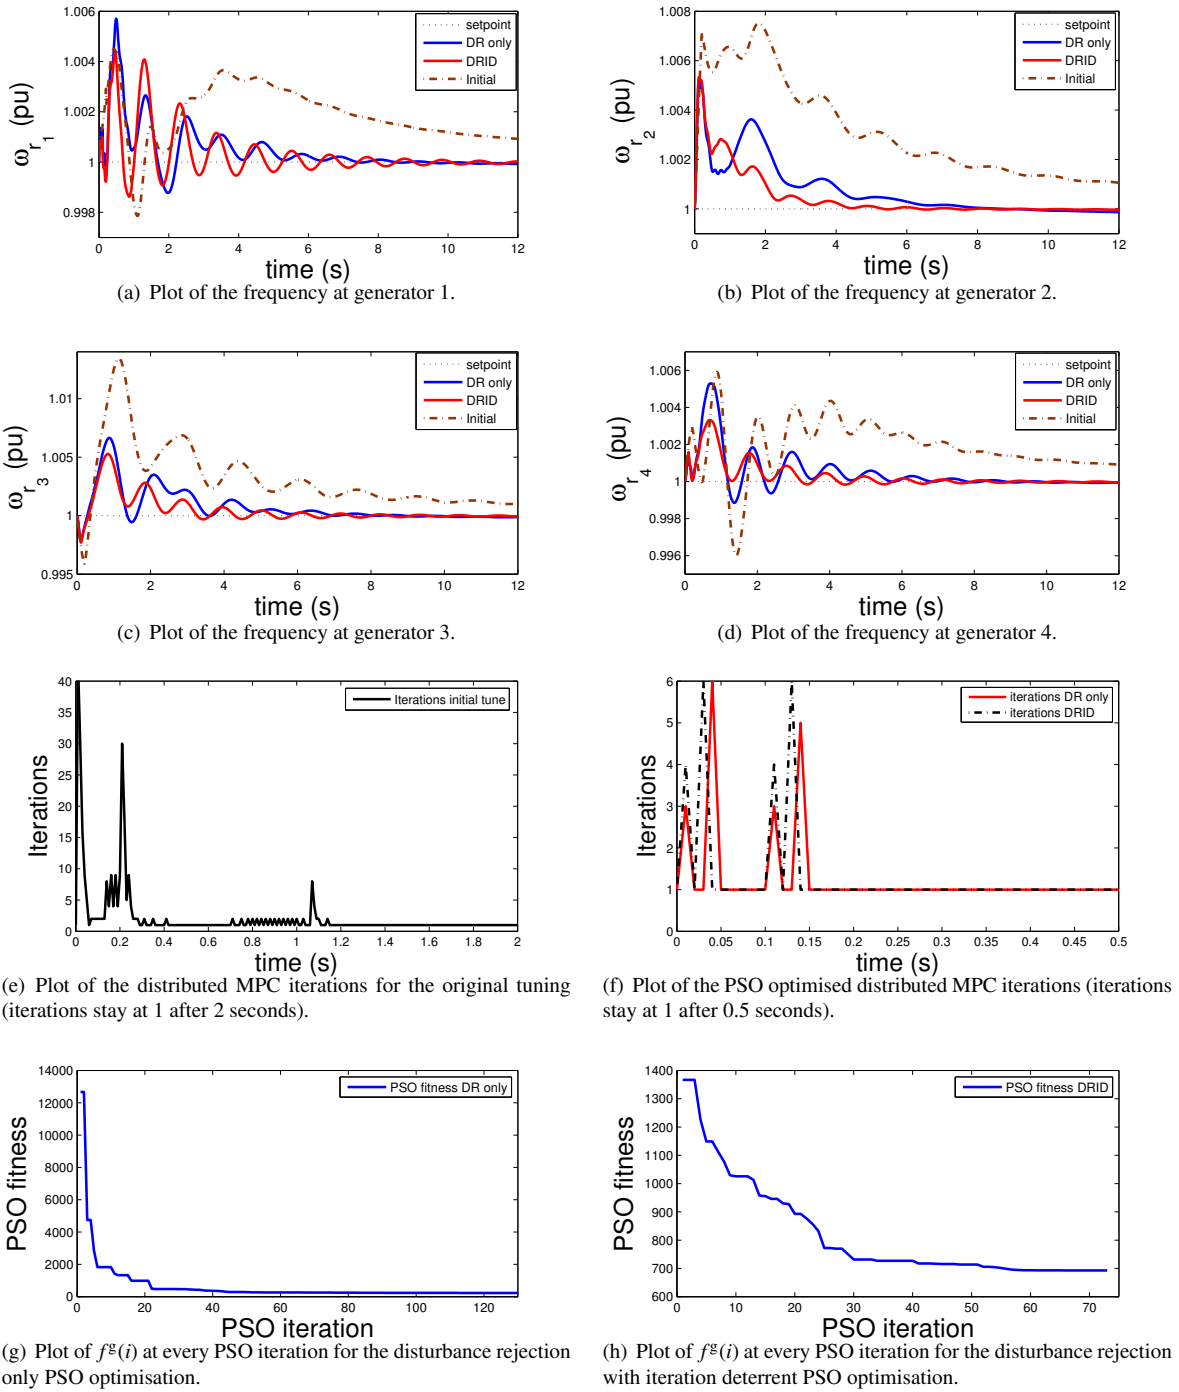 1.006
1.004
1.002
1
0.998
0 2 4 6 8 10 12
ωr1 (pu)
time (s)
setpoint
DR only
DRID
Initial
(a) Plot of the frequency at generator 1.
1.008
1.006
1.004
1.002
1
0 2 4 6 8 10 12
ωr2 (pu)
time (s)
setpoint
DR only
DRID
Initial
(b) Plot of the frequency at generator 2.
1.01
1.005
1
0.995
0 2 4 6 8 10 12
ωr3 (pu)
time (s)
setpoint
DR only
DRID
Initial
(c) Plot of the frequency at generator 3.
1.006
1.004
1.002
1
0.998
0.996
0 2 4 6 8 10 12
ωr4 (pu)
time (s)
setpoint
DR only
DRID
Initial
(d) Plot of the frequency at generator 4.
40
35
30
25
20
15
10
5
0
0 0.2 0.4 0.6 0.8 1 1.2 1.4 1.6 1.8 2
Iterations
time (s)
Iterations initial tune
(e) Plot of the distributed MPC iterations for the original tuning
(iterations stay at 1 after 2 seconds).
6
5
4
3
2
1
0
0 0.05 0.1 0.15 0.2 0.25 0.3 0.35 0.4 0.45 0.5
Iterations
time (s)
iterations DR only
iterations DRID
(f) Plot of the PSO optimised distributed MPC iterations (iterations
stay at 1 after 0.5 seconds).
14000
12000
10000
8000
6000
4000
2000
0
0 20 40 60 80 100 120
PSO fitness
PSO iteration
PSO fitness DR only
(g) Plot of f^g(i) at every PSO iteration for the disturbance rejection
only PSO optimisation.
1400
1300
1200
1100
1000
900
800
700
600
0 10 20 30 40 50 60 70
PSO fitness
PSO iteration
PSO fitness DRID
(h) Plot of f^g(i) at every PSO iteration for the disturbance rejection
with iteration deterrent PSO optimisation.